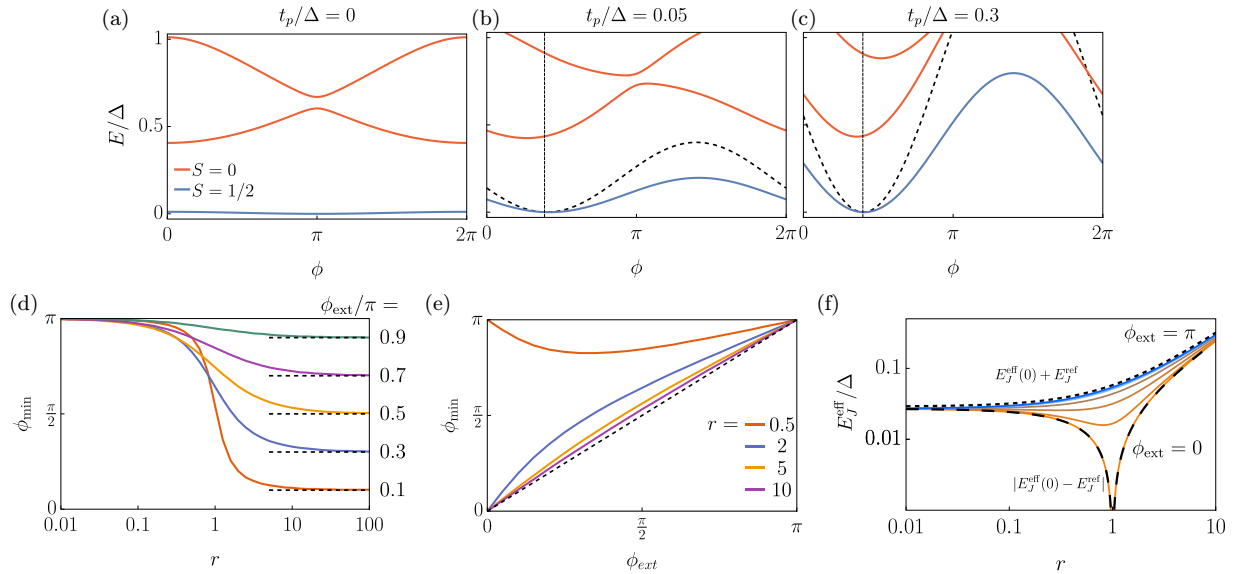 (a) t_p/Δ = 0
(b) t_p/Δ = 0.05
(c) t_p/Δ = 0.3
E/Δ
1
0.5
0
S = 0
S = 1/2
0 π 2π
0 π 2π
0 π 2π
ϕ
ϕ
ϕ
(d) ϕ_ext/π =
π
π/2
0
ϕ_min
0.9
0.7
0.5
0.3
0.1
0.01 0.1 1 10 100
r
(e)
π
π/2
0
ϕ_min
r = 0.5
2
5
10
0 π/2 π
ϕ_ext
(f)
E_J^eff/Δ
0.1
0.01
ϕ_ext = π
E_J^eff(0) + E_J^ref
ϕ_ext = 0
|E_J^eff(0) − E_J^ref|
0.01 0.1 1 10
r